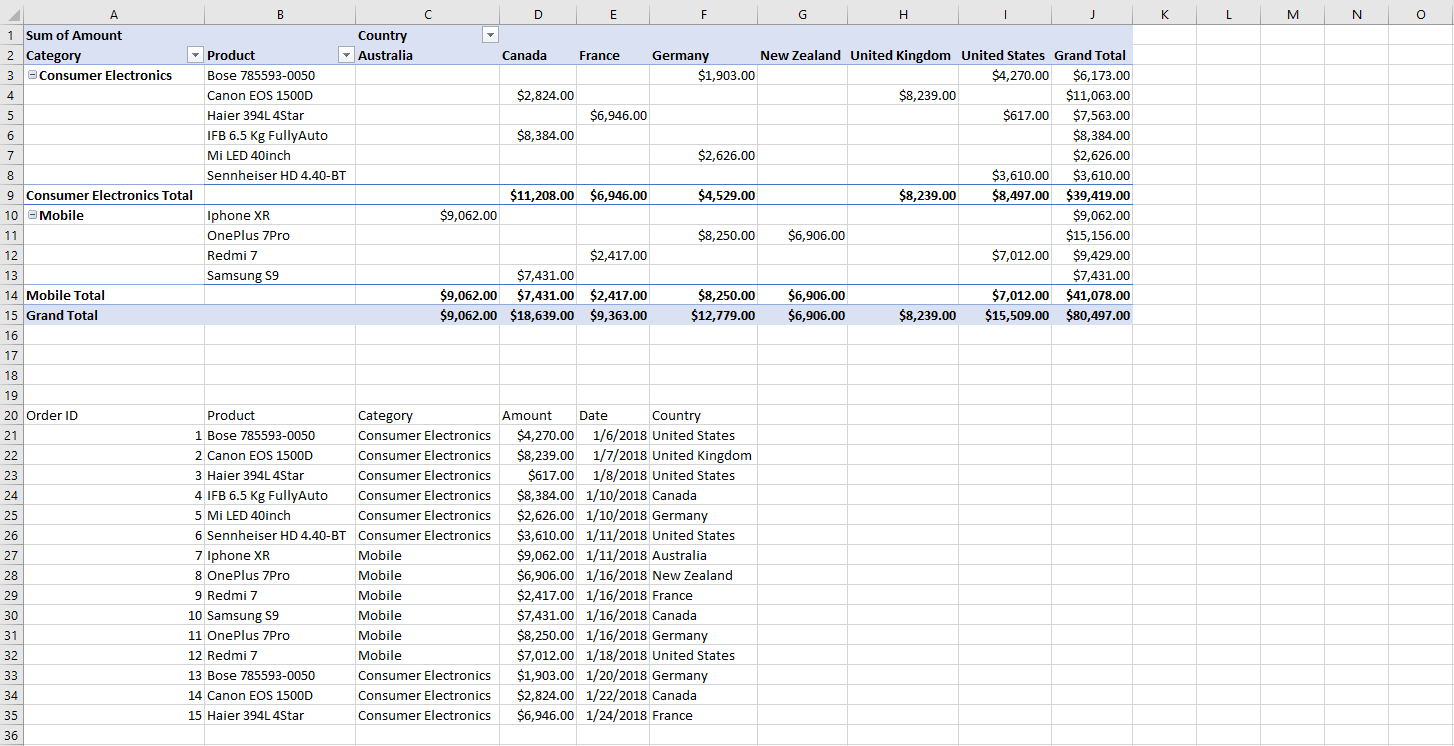 A B C D E F G H I J K L M N O
1 Sum of Amount Country
2 Category Product Australia Canada France Germany New Zealand United Kingdom United States Grand Total
3 Consumer Electronics Bose 785593-0050 $1,903.00 $4,270.00 $6,173.00
4 Canon EOS 1500D $2,824.00 $8,239.00 $11,063.00
5 Haier 394L 4Star $6,946.00 $617.00 $7,563.00
6 IFB 6.5 Kg FullyAuto $8,384.00 $8,384.00
7 Mi LED 40inch $2,626.00 $2,626.00
8 Sennheiser HD 4.40-BT $3,610.00 $3,610.00
9 Consumer Electronics Total $11,208.00 $6,946.00 $4,529.00 $8,239.00 $8,497.00 $39,419.00
10 Mobile Iphone XR $9,062.00 $9,062.00
11 OnePlus 7Pro $8,250.00 $6,906.00 $15,156.00
12 Redmi 7 $2,417.00 $7,012.00 $9,429.00
13 Samsung S9 $7,431.00 $7,431.00
14 Mobile Total $9,062.00 $7,431.00 $2,417.00 $8,250.00 $6,906.00 $7,012.00 $41,078.00
15 Grand Total $9,062.00 $18,639.00 $9,363.00 $12,779.00 $6,906.00 $8,239.00 $15,509.00 $80,497.00
16
17
18
19
20 Order ID Product Category Amount Date Country
21 1 Bose 785593-0050 Consumer Electronics $4,270.00 1/6/2018 United States
22 2 Canon EOS 1500D Consumer Electronics $8,239.00 1/7/2018 United Kingdom
23 3 Haier 394L 4Star Consumer Electronics $617.00 1/8/2018 United States
24 4 IFB 6.5 Kg FullyAuto Consumer Electronics $8,384.00 1/10/2018 Canada
25 5 Mi LED 40inch Consumer Electronics $2,626.00 1/10/2018 Germany
26 6 Sennheiser HD 4.40-BT Consumer Electronics $3,610.00 1/11/2018 United States
27 7 Iphone XR Mobile $9,062.00 1/11/2018 Australia
28 8 OnePlus 7Pro Mobile $6,906.00 1/16/2018 New Zealand
29 9 Redmi 7 Mobile $2,417.00 1/16/2018 France
30 10 Samsung S9 Mobile $7,431.00 1/16/2018 Canada
31 11 OnePlus 7Pro Mobile $8,250.00 1/16/2018 Germany
32 12 Redmi 7 Mobile $7,012.00 1/18/2018 United States
33 13 Bose 785593-0050 Consumer Electronics $1,903.00 1/20/2018 Germany
34 14 Canon EOS 1500D Consumer Electronics $2,824.00 1/22/2018 Canada
35 15 Haier 394L 4Star Consumer Electronics $6,946.00 1/24/2018 France
36